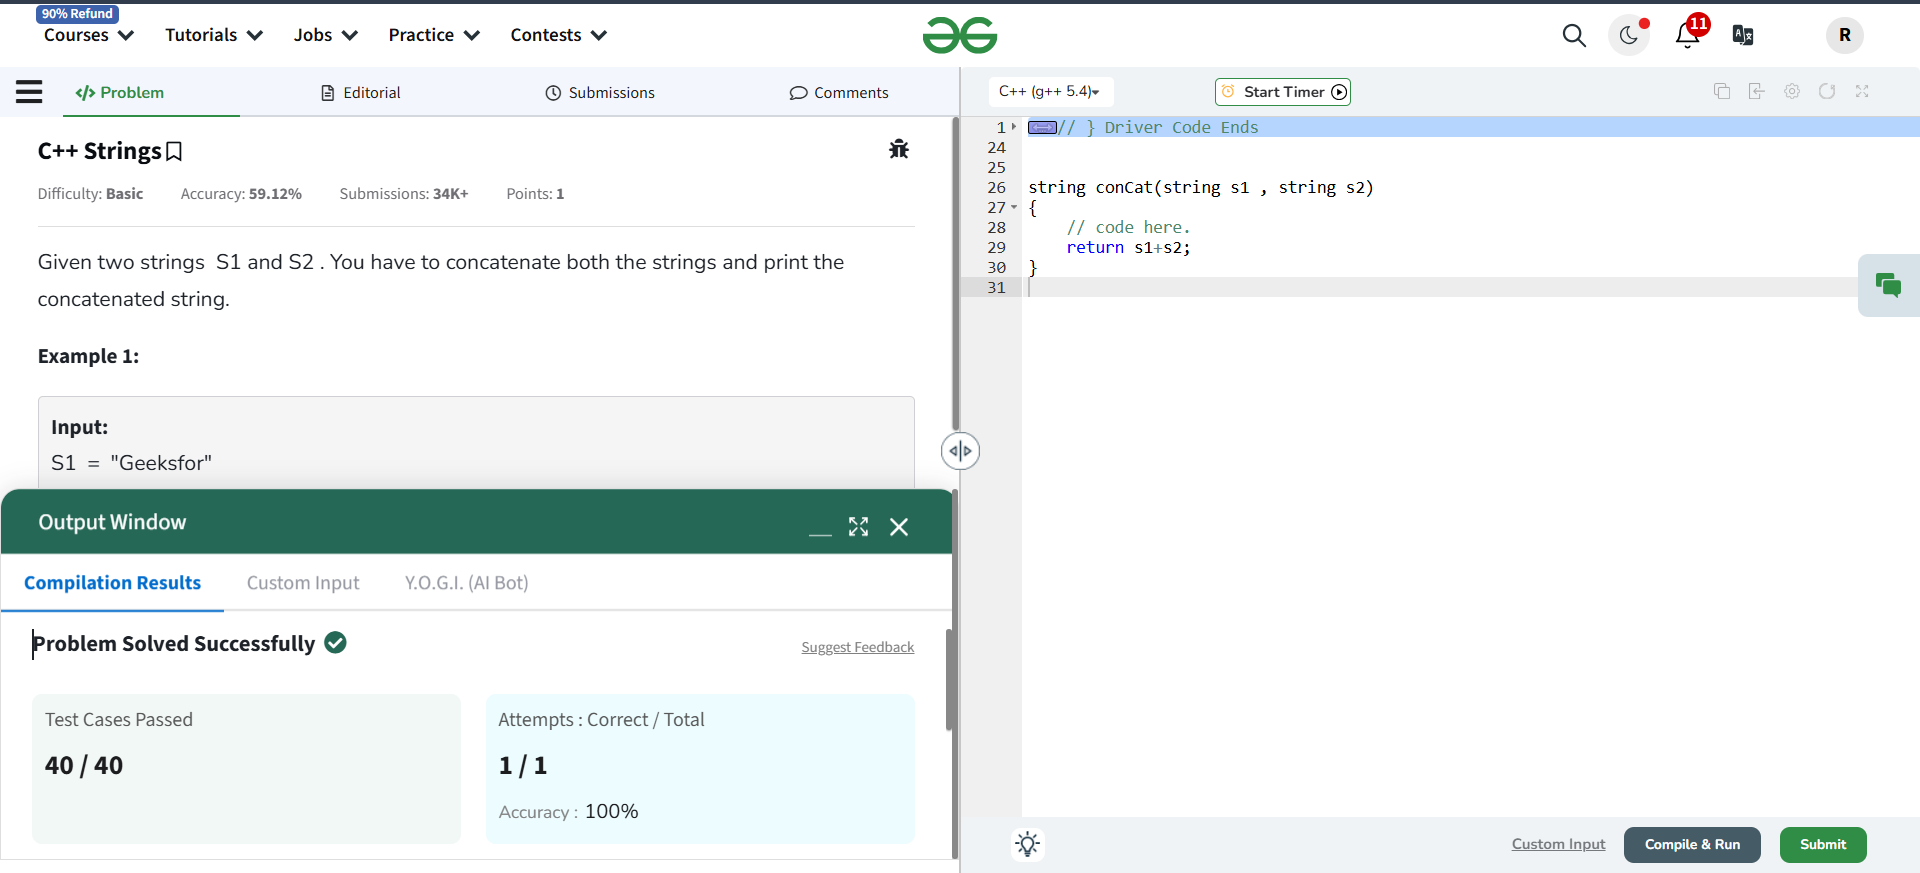 90% Refund
Courses
Tutorials
Jobs
Practice
Contests
11
R
Problem
Editorial
Submissions
Comments
C++ Strings
Difficulty: Basic
Accuracy: 59.12%
Submissions: 34K+
Points: 1
Given two strings  S1 and S2 . You have to concatenate both the strings and print the
concatenated string.
Example 1:
Input:
S1  =  "Geeksfor"
Output Window
Compilation Results
Custom Input
Y.O.G.I. (AI Bot)
Problem Solved Successfully
Suggest Feedback
Test Cases Passed
40 / 40
Attempts : Correct / Total
1 / 1
Accuracy : 100%
C++ (g++ 5.4)
Start Timer
1 // } Driver Code Ends
24
25
26 string conCat(string s1 , string s2)
27 {
28     // code here.
29     return s1+s2;
30 }
31
Custom Input
Compile & Run
Submit